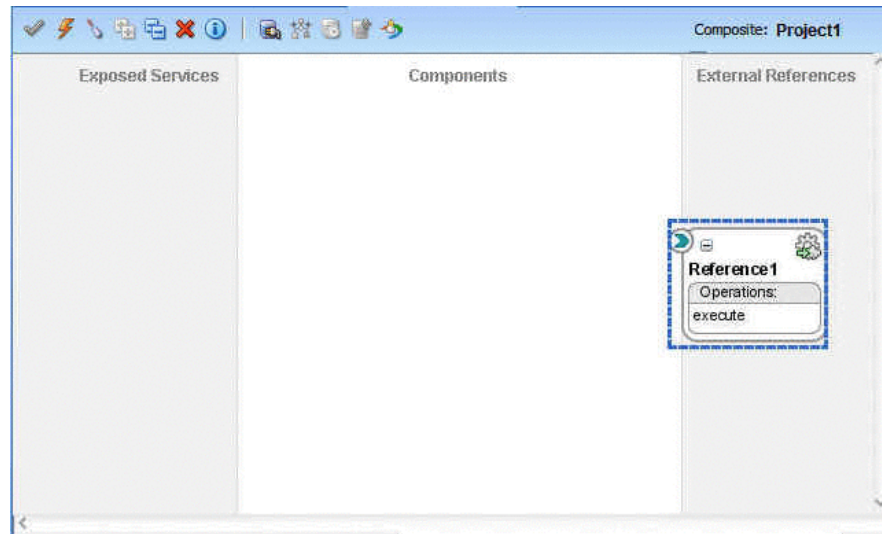 Composite: Project1
Exposed Services
Components
External References
Reference1
Operations:
execute